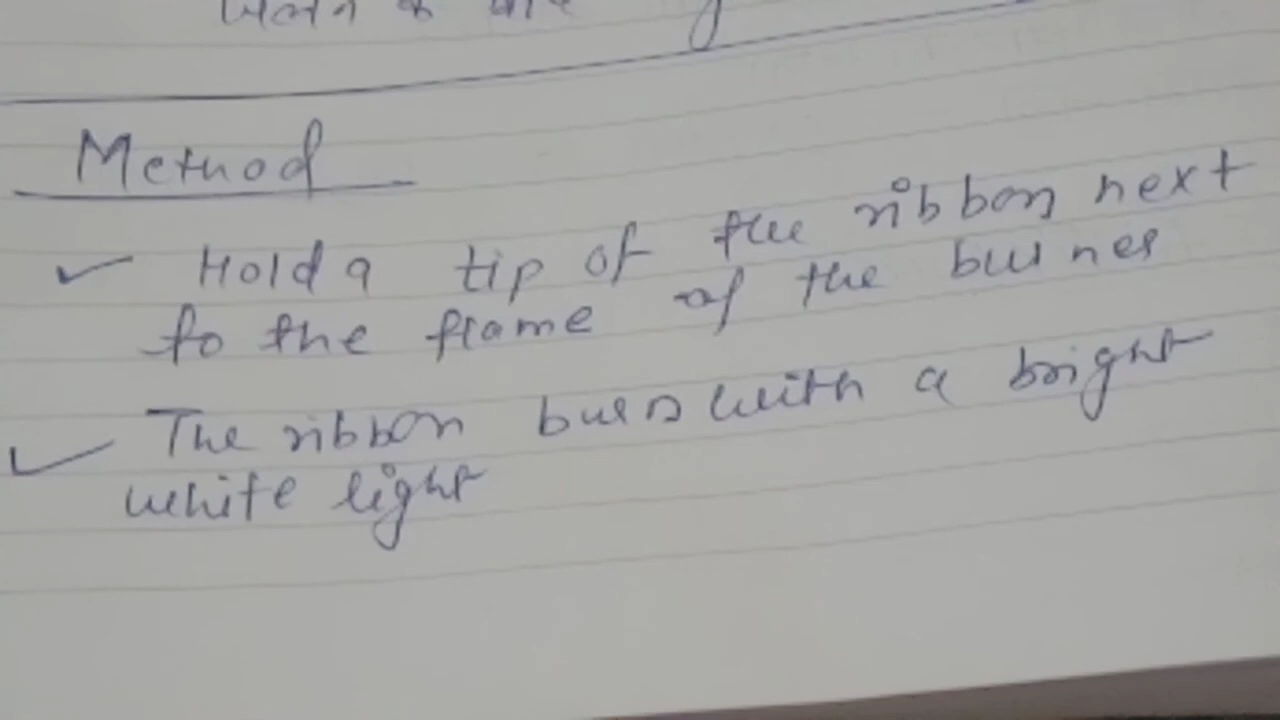 Method
Hold a tip of the ribbon next
to the flame of the burner
The ribbon burns with a bright
white light